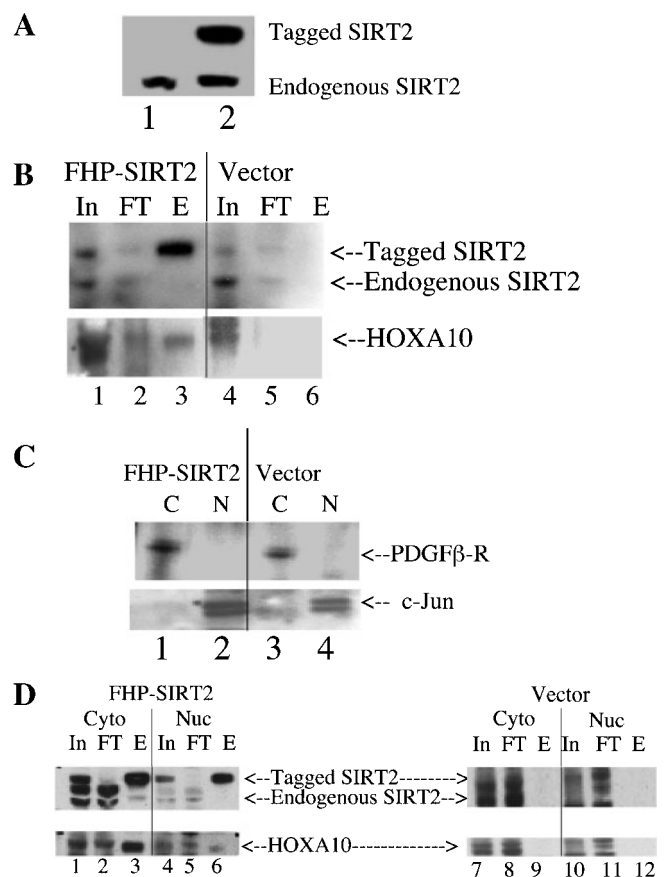 A
Tagged SIRT2
Endogenous SIRT2
1 2
B
FHP-SIRT2 Vector
In FT E In FT E
<--Tagged SIRT2
<--Endogenous SIRT2
<--HOXA10
1 2 3 4 5 6
C
FHP-SIRT2 Vector
C N C N
<--PDGFβ-R
<-- c-Jun
1 2 3 4
D
FHP-SIRT2 Vector
Cyto Nuc Cyto Nuc
In FT E In FT E In FT E In FT E
<--Tagged SIRT2-------->
<--Endogenous SIRT2-->
<--HOXA10------------->
1 2 3 4 5 6 7 8 9 10 11 12